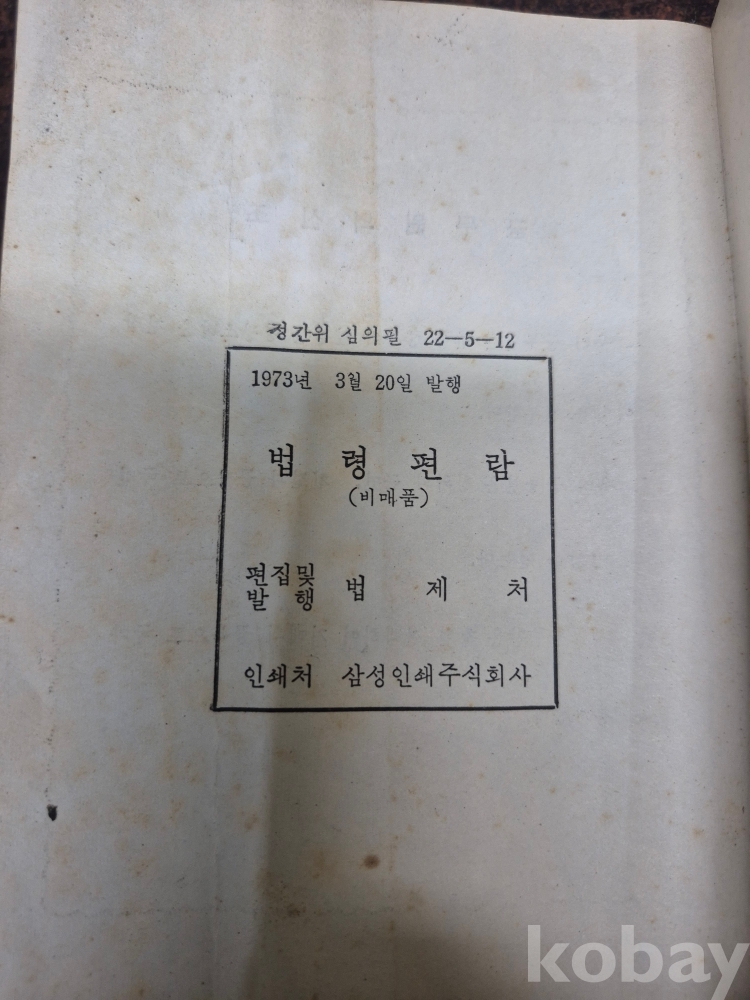 정간위 심의필 22—5—12
1973년 3월 20일 발행
법령편람
(비매품)
편집및
발행 법제처
인쇄처 삼성인쇄주식회사
kobay